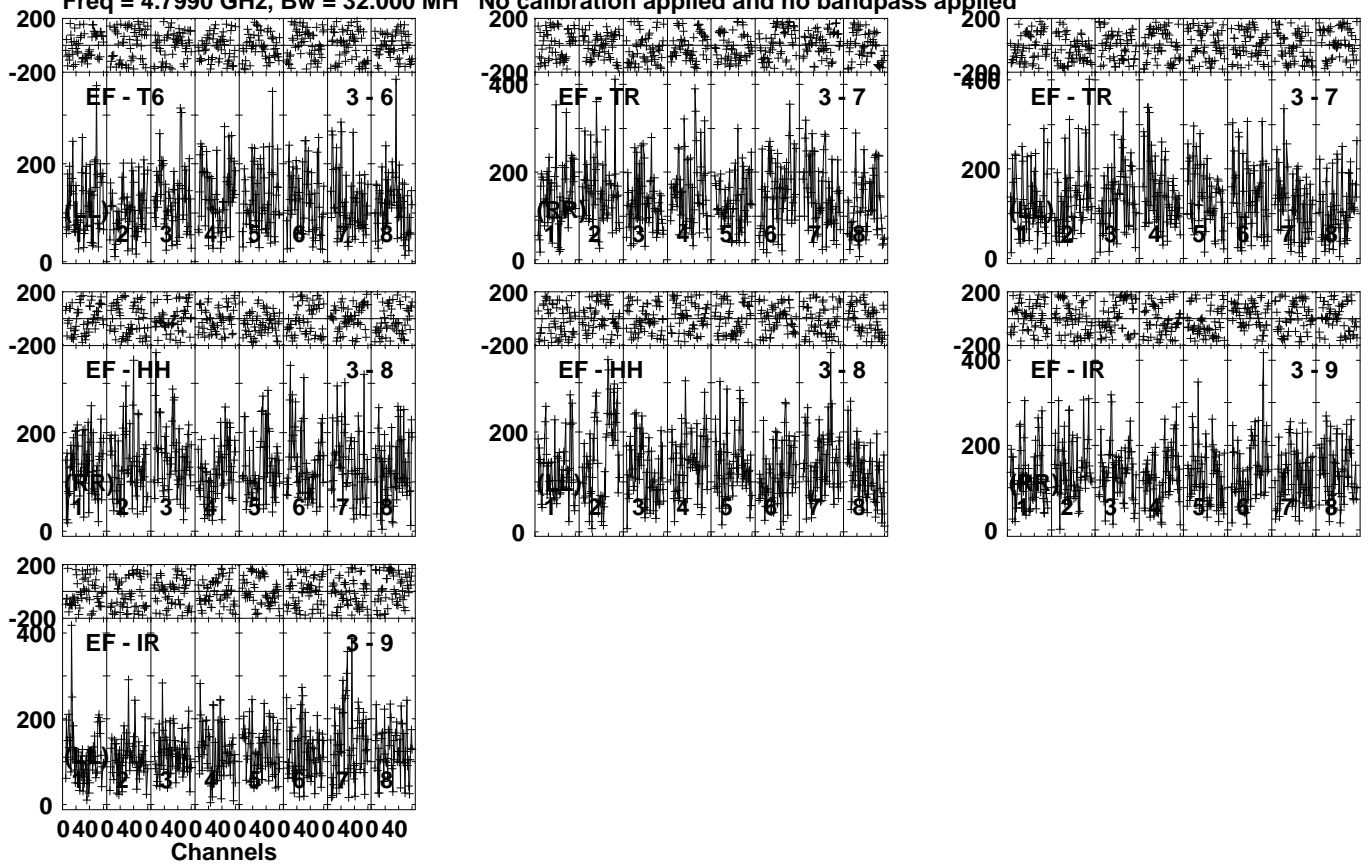 Freq = 4.7990 GHz, Bw = 32.000 MH No calibration applied and no bandpass applied
200 200 200
-200 -200 -200
400 400
EF - T6 3 - 6 EF - TR 3 - 7 EF - TR 3 - 7
200 200 200
(LL) (RR) (LL)
1 2 3 4 5 6 7 8 1 2 3 4 5 6 7 8 1 2 3 4 5 6 7 8
0 0 0
200 200 200
-200 -200 -200
400
EF - HH 3 - 8 EF - HH 3 - 8 EF - IR 3 - 9
200 200 200
(RR) (LL) (RR)
1 2 3 4 5 6 7 8 1 2 3 4 5 6 7 8 1 2 3 4 5 6 7 8
0 0 0
200
-200
400
EF - IR 3 - 9
200
(LL)
1 2 3 4 5 6 7 8
0
0 40 0 40 0 40 0 40 0 40 0 40 0 40 0 40
Channels